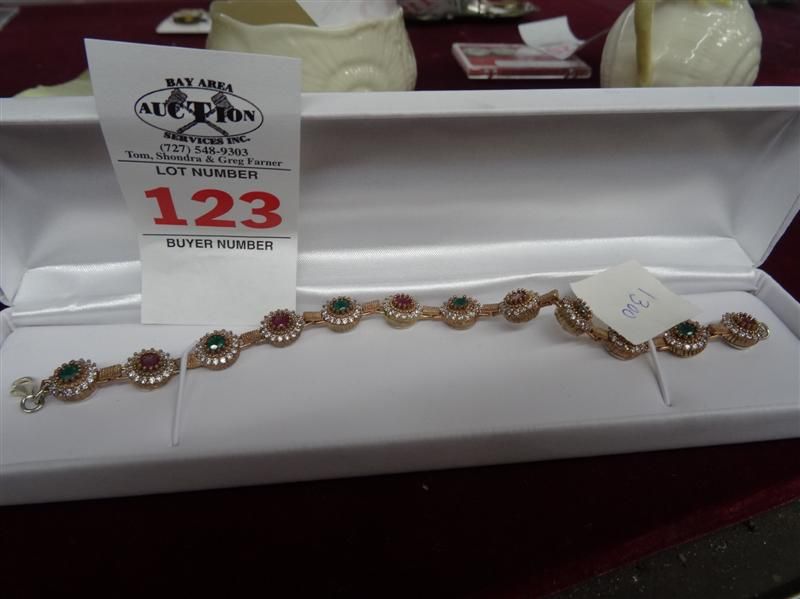 BAY AREA
AUCTION
SERVICES INC.
(727) 548-9303
Tom, Shondra & Greg Farner
LOT NUMBER
123
BUYER NUMBER
1300